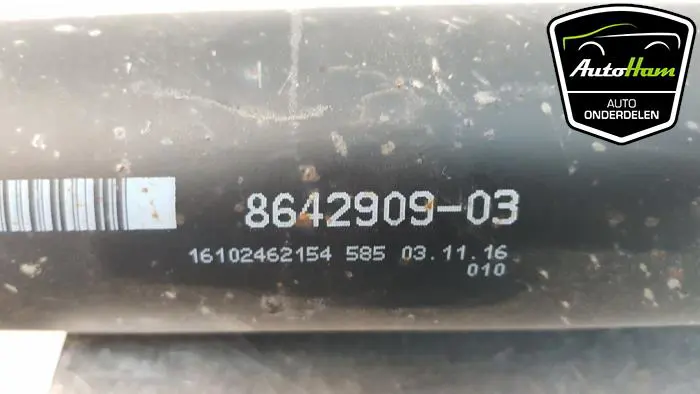 AutoHam
AUTO
ONDERDELEN
8642909-03
16102462154 585 03.11.16
010